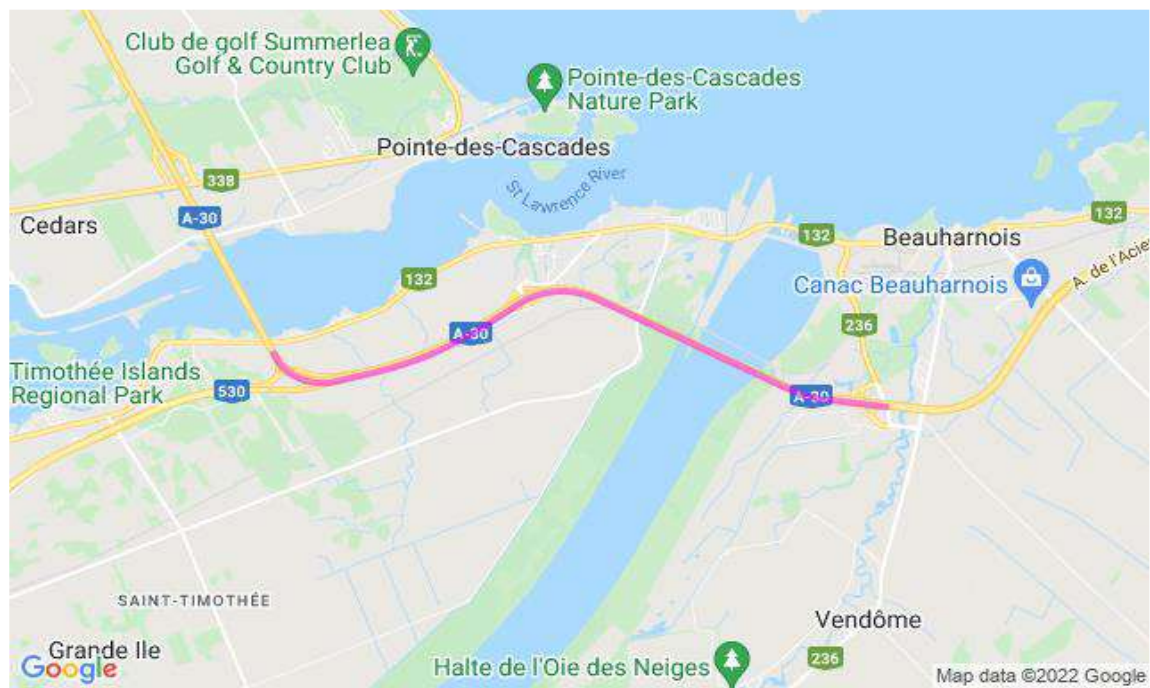 Club de golf Summerlea
Golf & Country Club
Pointe-des-Cascades
Nature Park
Pointe-des-Cascades
St Lawrence River
338
A-30
Cedars
132
132
Beauharnois
A. de l'Acie
Canac Beauharnois
132
A-30
236
Timothée Islands
Regional Park
530
A-30
SAINT-TIMOTHÉE
Vendôme
Grande Ile
Google
Halte de l'Oie des Neiges
236
Map data ©2022 Google